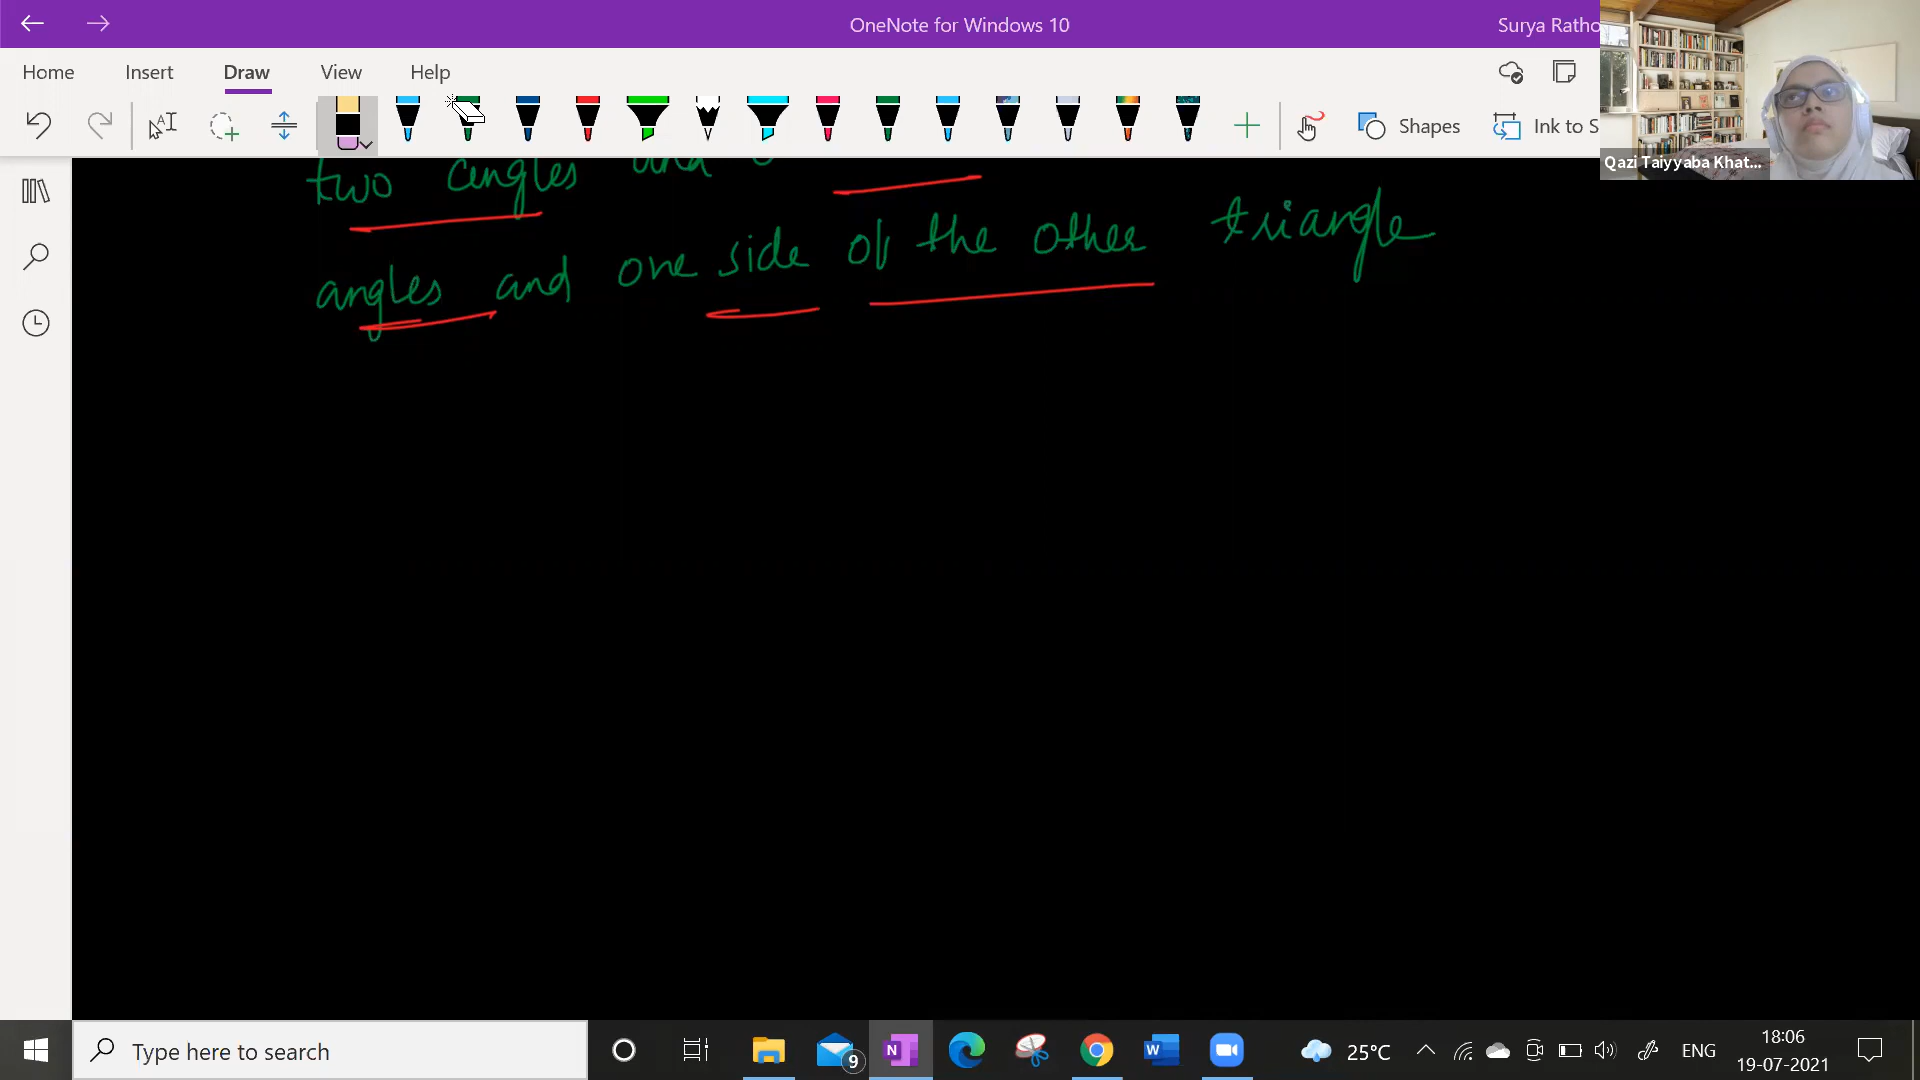 OneNote for Windows 10
Surya Ratho
Home Insert Draw View Help
Shapes Ink to S
Qazi Taiyyaba Khat...
two angles and
angles and one side of the other triangle
Type here to search
9
25°C
ENG
18:06
19-07-2021